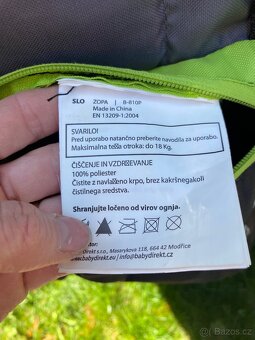 SLO ZOPA | B-810P
Made in China
EN 13209-1:2004
SVARILO!
Pred uporabo natančno preberite navodila za uporabo.
Maksimalna teža otroka: do 18 Kg.
ČIŠČENJE IN VZDRŽEVANJE
100% poliester
Čistite z navlaženo krpo, brez kakršnegakoli
čistilnega sredstva.
Shranjujte ločeno od virov ognja.
Direkt s.r.o., Masarykova 118, 664 42 Modřice
info@babydirekt.cz
Bazoš.cz